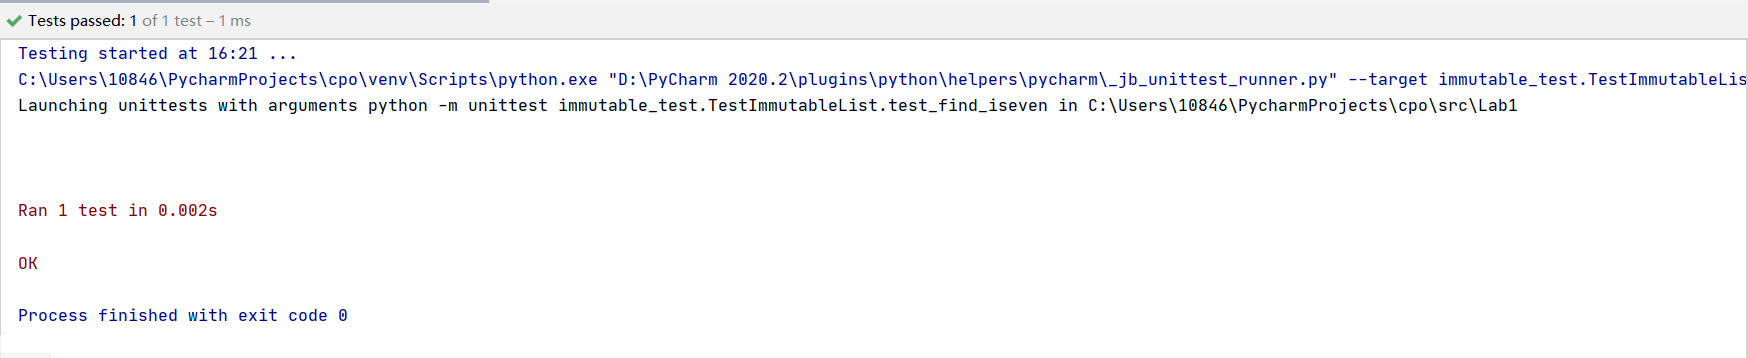 Tests passed: 1 of 1 test – 1 ms
Testing started at 16:21 ...
C:\Users\10846\PycharmProjects\cpo\venv\Scripts\python.exe "D:\PyCharm 2020.2\plugins\python\helpers\pycharm\_jb_unittest_runner.py" --target immutable_test.TestImmutableLis
Launching unittests with arguments python -m unittest immutable_test.TestImmutableList.test_find_iseven in C:\Users\10846\PycharmProjects\cpo\src\Lab1
Ran 1 test in 0.002s
OK
Process finished with exit code 0